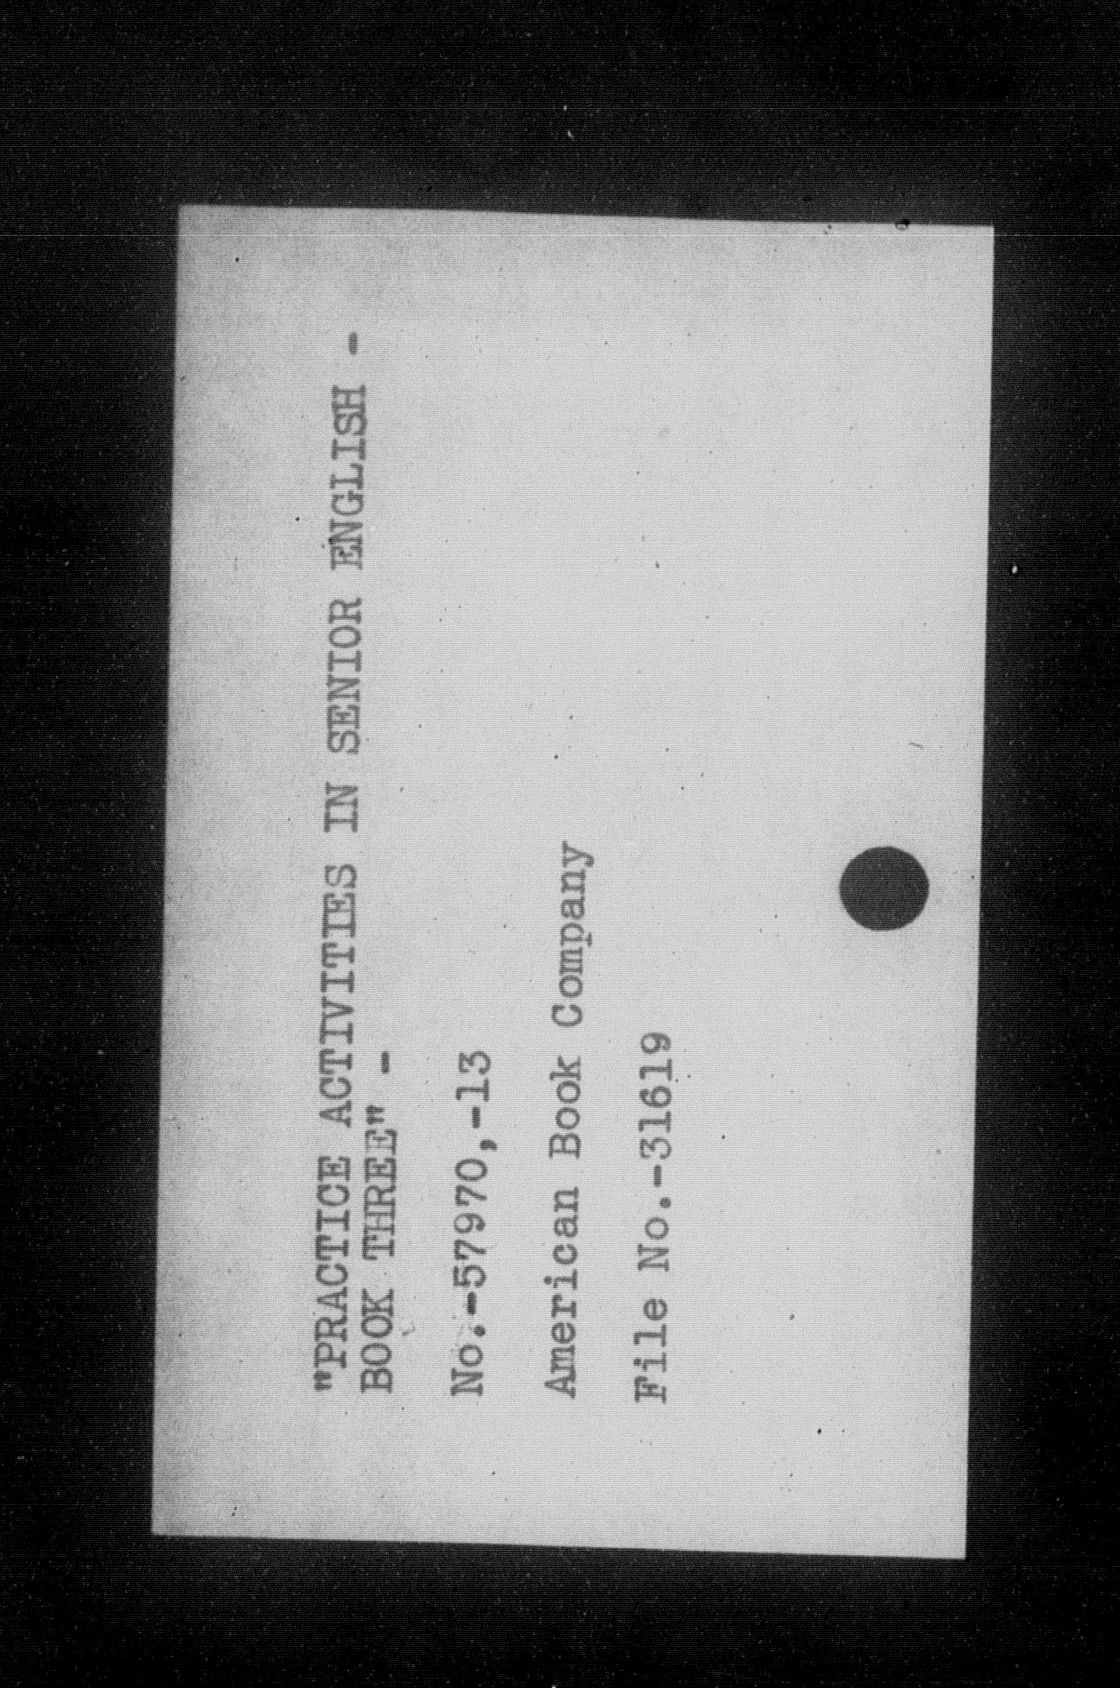 "PRACTICE ACTIVITIES IN SENIOR ENGLISH -
BOOK THREE" -
No.-57970,-13
American Book Company
File No.-31619